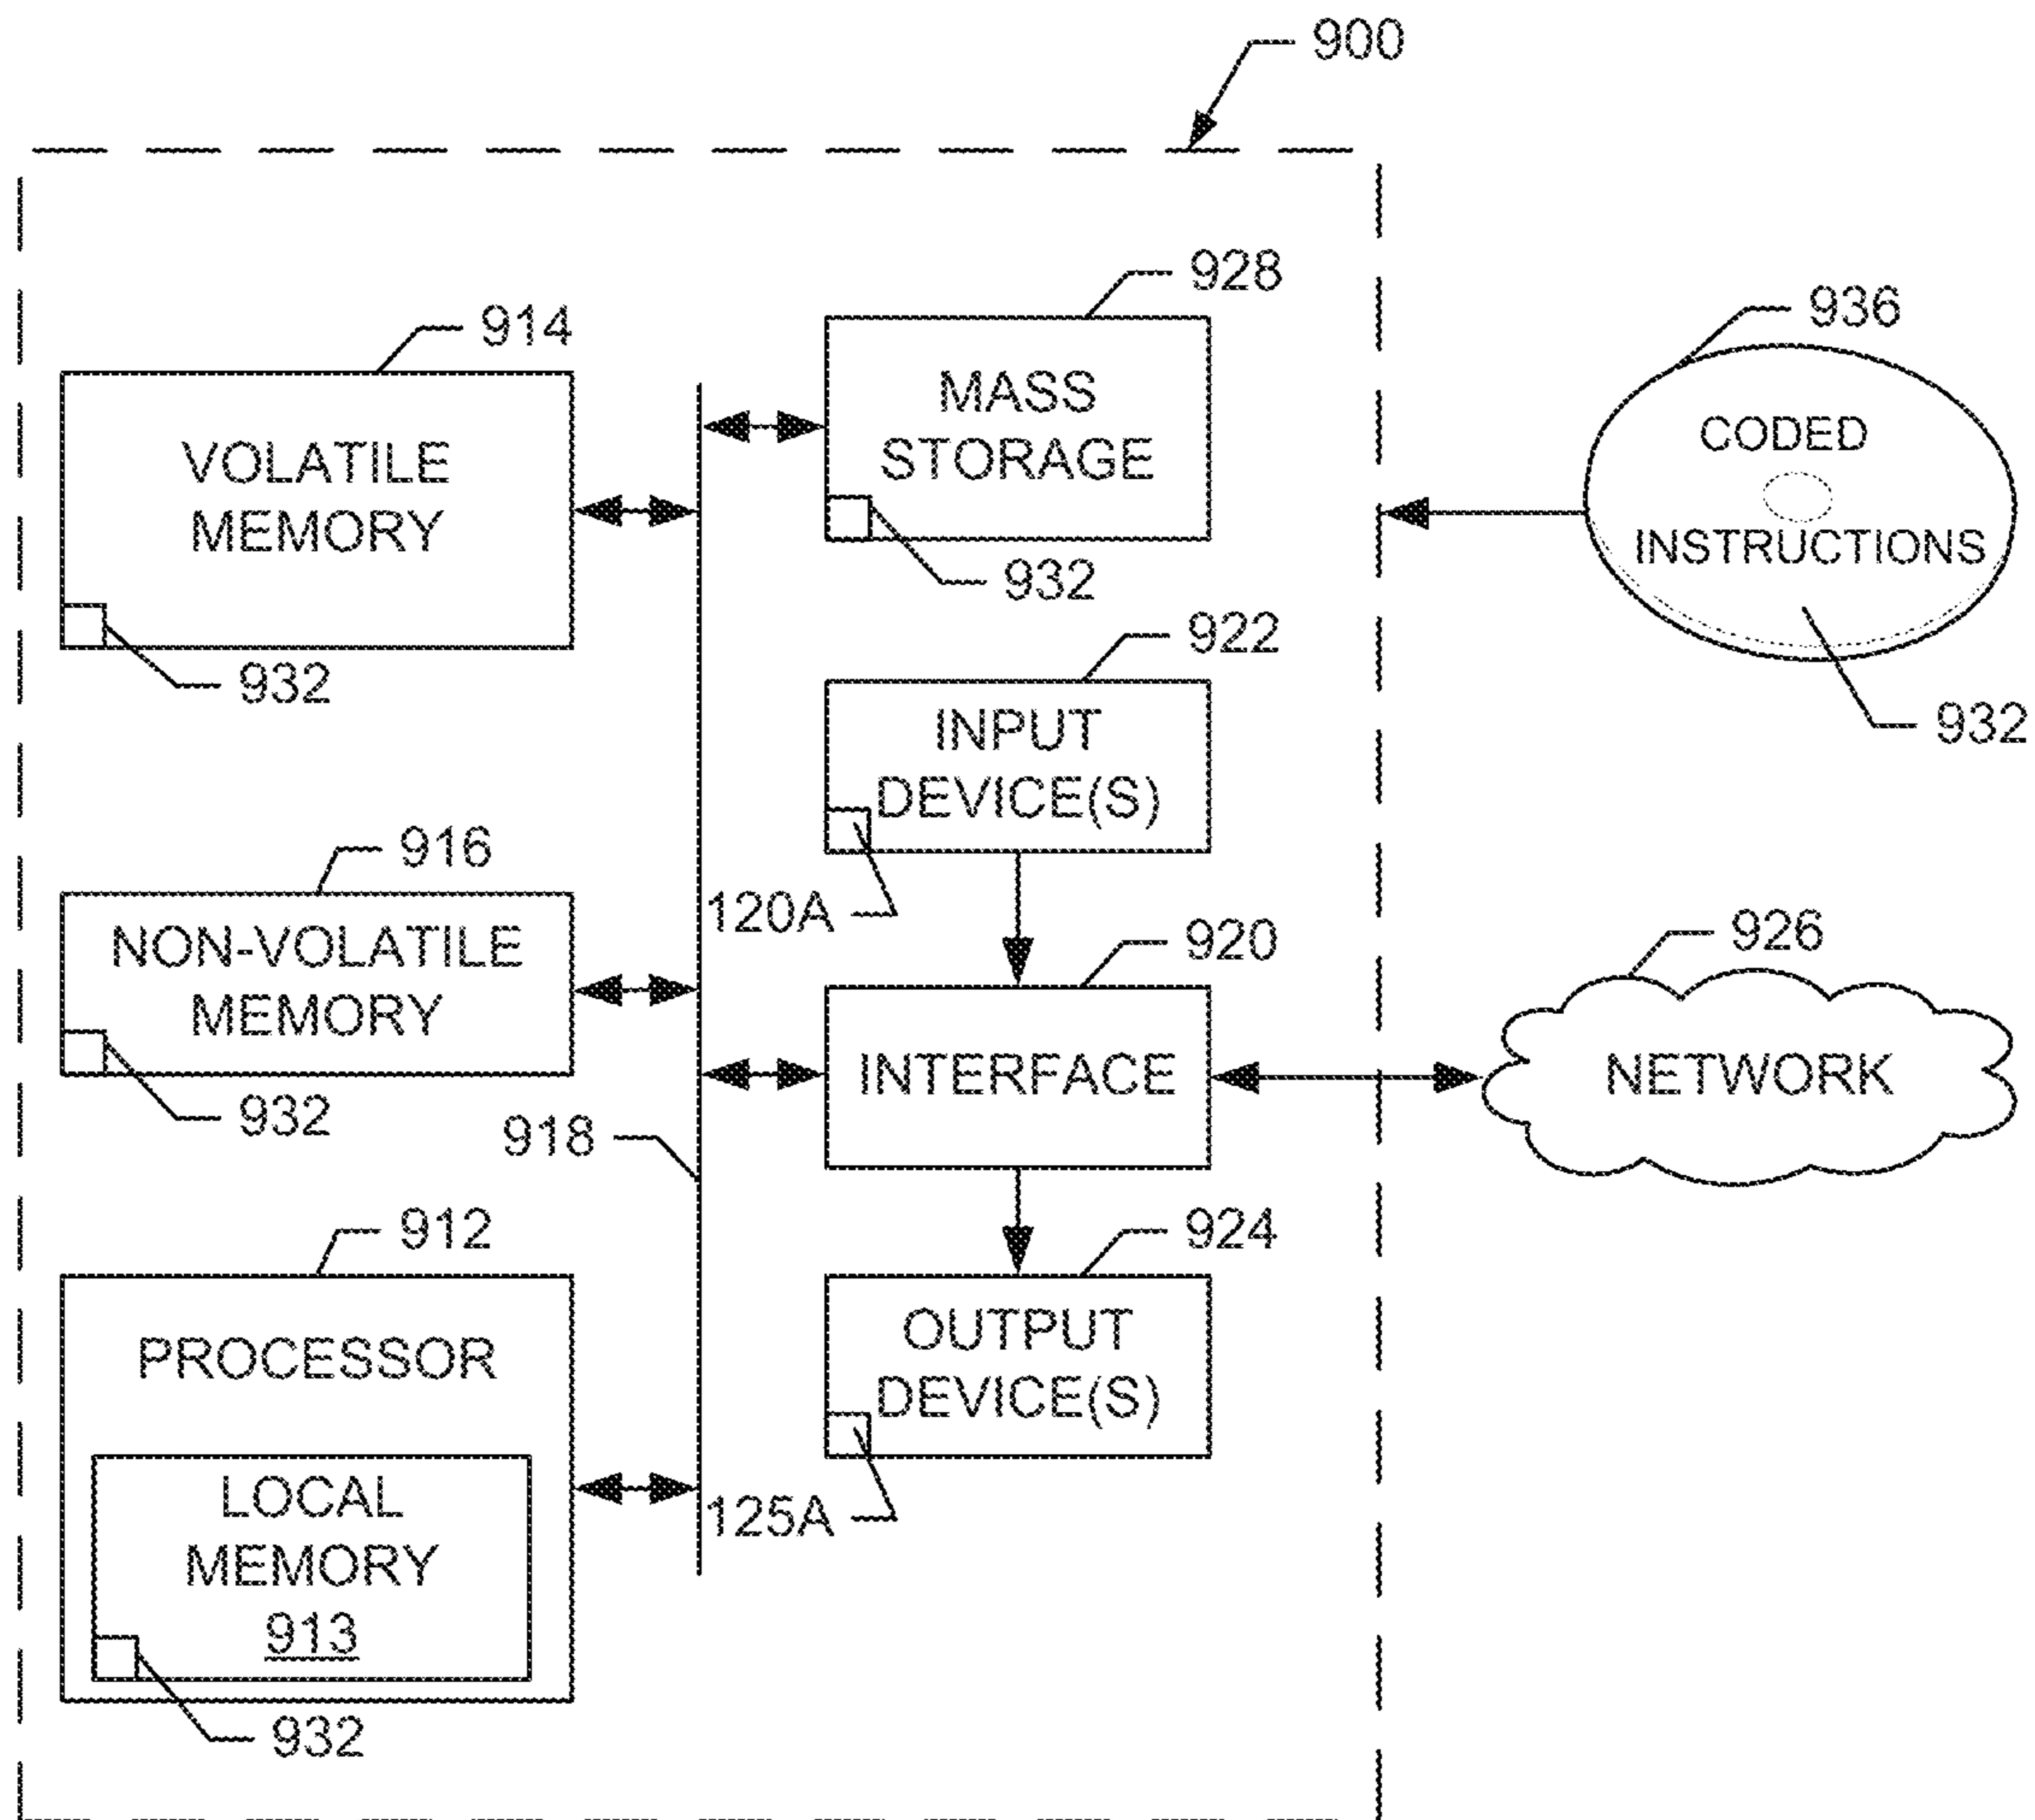 900
928
914
936
MASS
STORAGE
VOLATILE
MEMORY
CODED
INSTRUCTIONS
932
922
932
932
INPUT
DEVICE(S)
916
120A
920
926
NON-VOLATILE
MEMORY
INTERFACE
NETWORK
932
918
912
924
PROCESSOR
OUTPUT
DEVICE(S)
LOCAL
MEMORY
913
125A
932